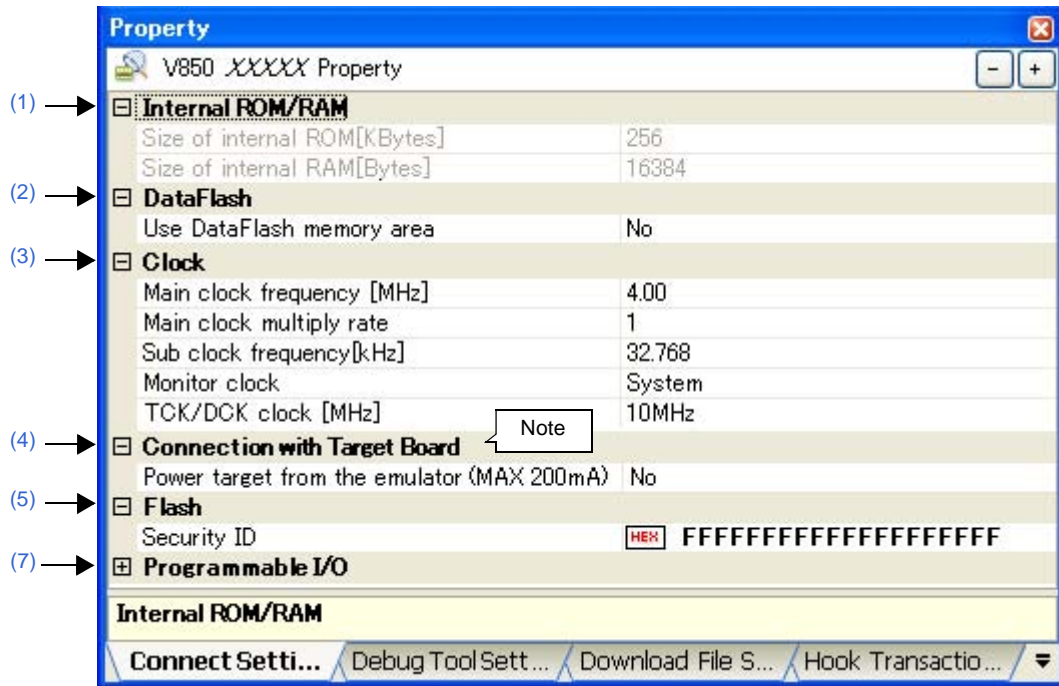 Property
V850 XXXXX Property
- +
(1) Internal ROM/RAM
Size of internal ROM[KBytes] 256
Size of internal RAM[Bytes] 16384
(2) DataFlash
Use DataFlash memory area No
(3) Clock
Main clock frequency [MHz] 4.00
Main clock multiply rate 1
Sub clock frequency[kHz] 32.768
Monitor clock System
TCK/DCK clock [MHz] 10MHz
Note
(4) Connection with Target Board
Power target from the emulator (MAX 200mA) No
(5) Flash
Security ID HEX FFFFFFFFFFFFFFFFFFFF
(7) Programmable I/O
Internal ROM/RAM
Connect Setti... Debug Tool Sett... Download File S... Hook Transactio...